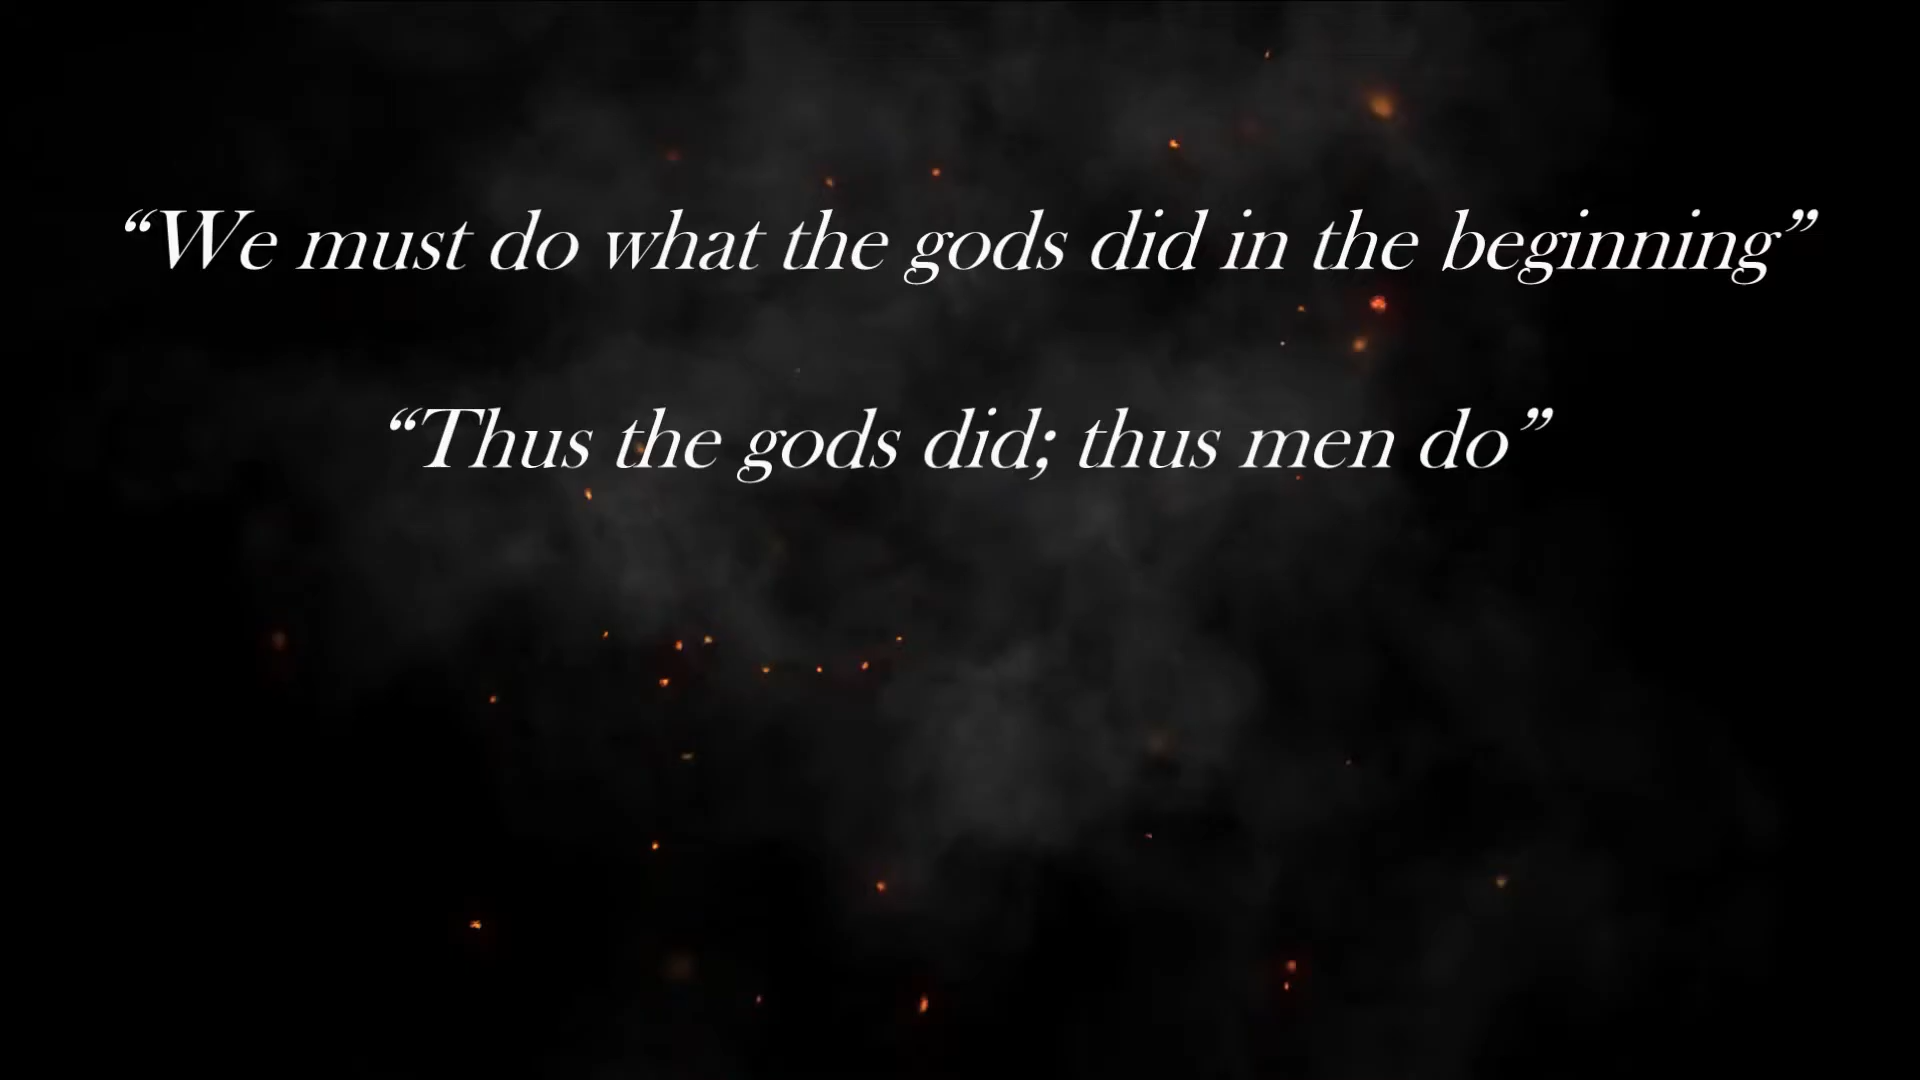 “We must do what the gods did in the beginning”
“Thus the gods did; thus men do”